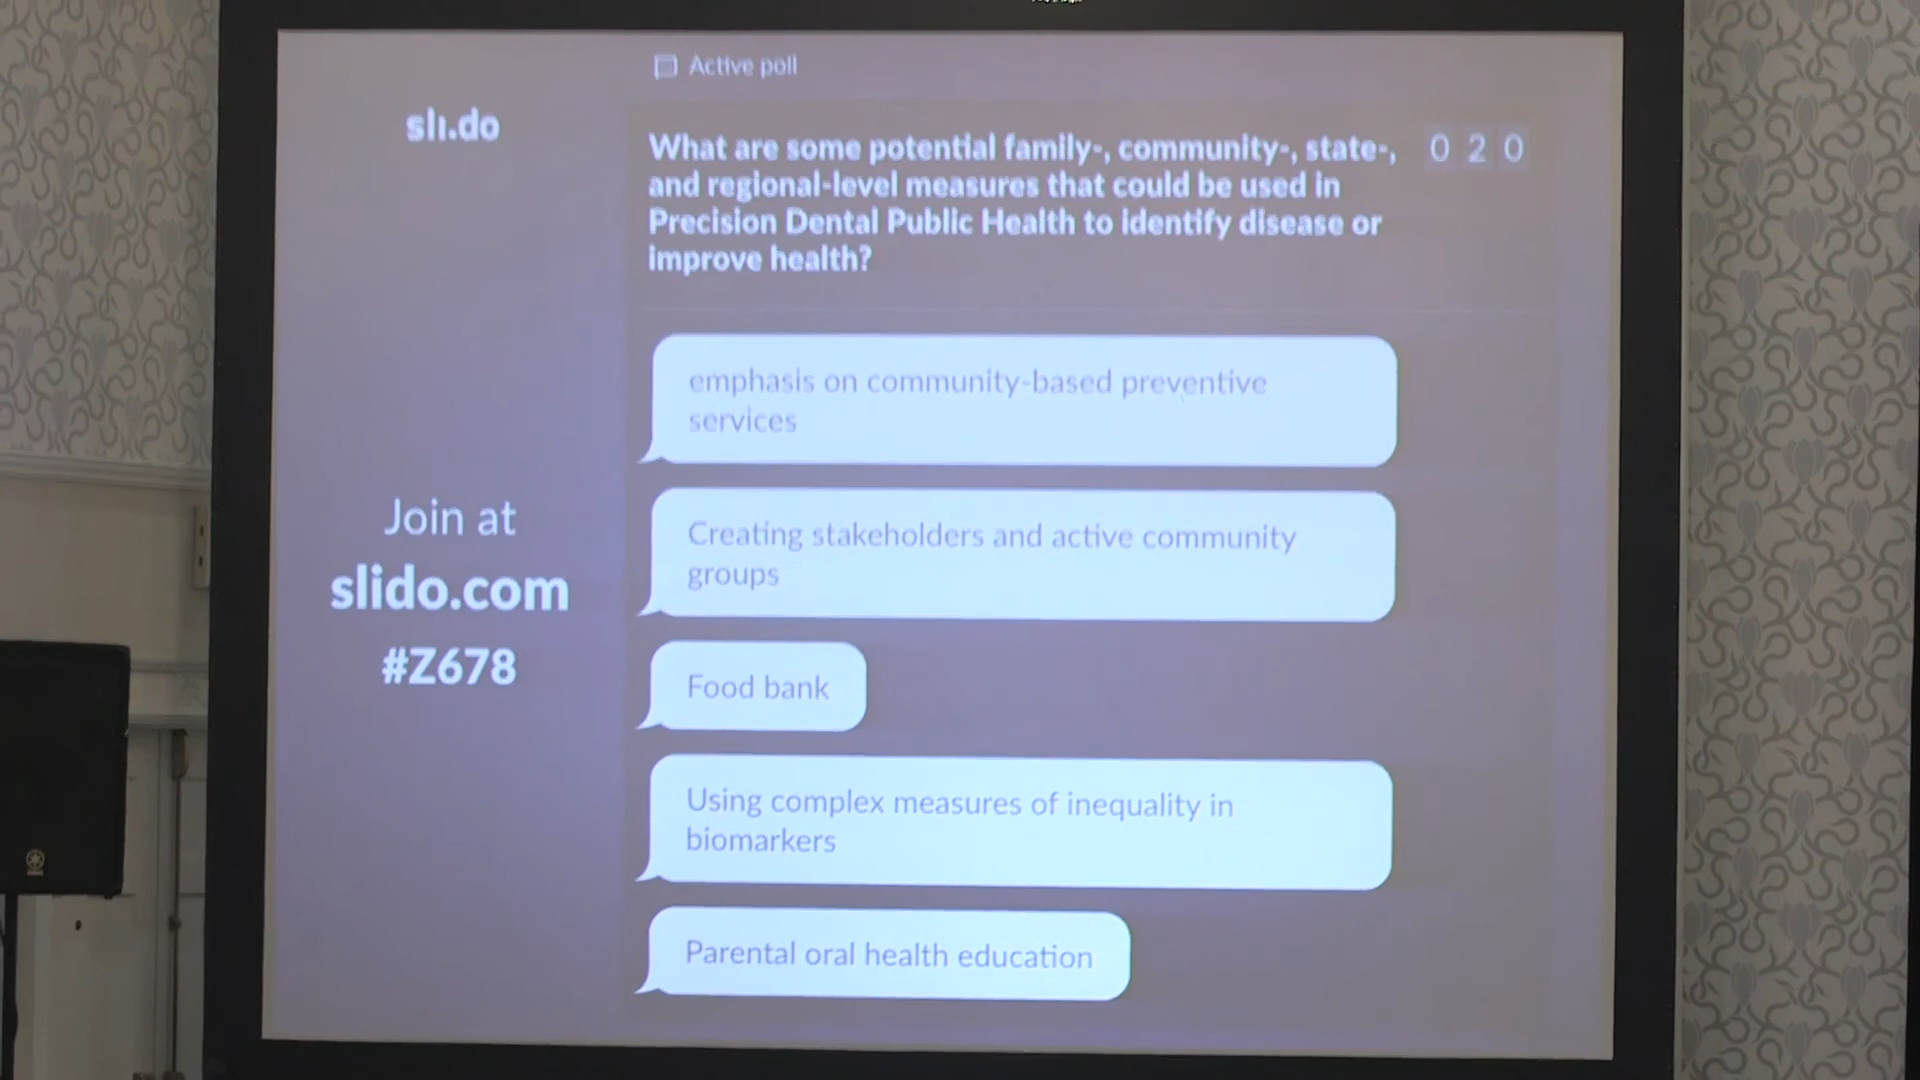 Active poll
sli.do
What are some potential family-, community-, state-,
and regional-level measures that could be used in
Precision Dental Public Health to identify disease or
improve health?
0 2 0
emphasis on community-based preventive
services
Creating stakeholders and active community
groups
Food bank
Using complex measures of inequality in
biomarkers
Parental oral health education
Join at
slido.com
#Z678